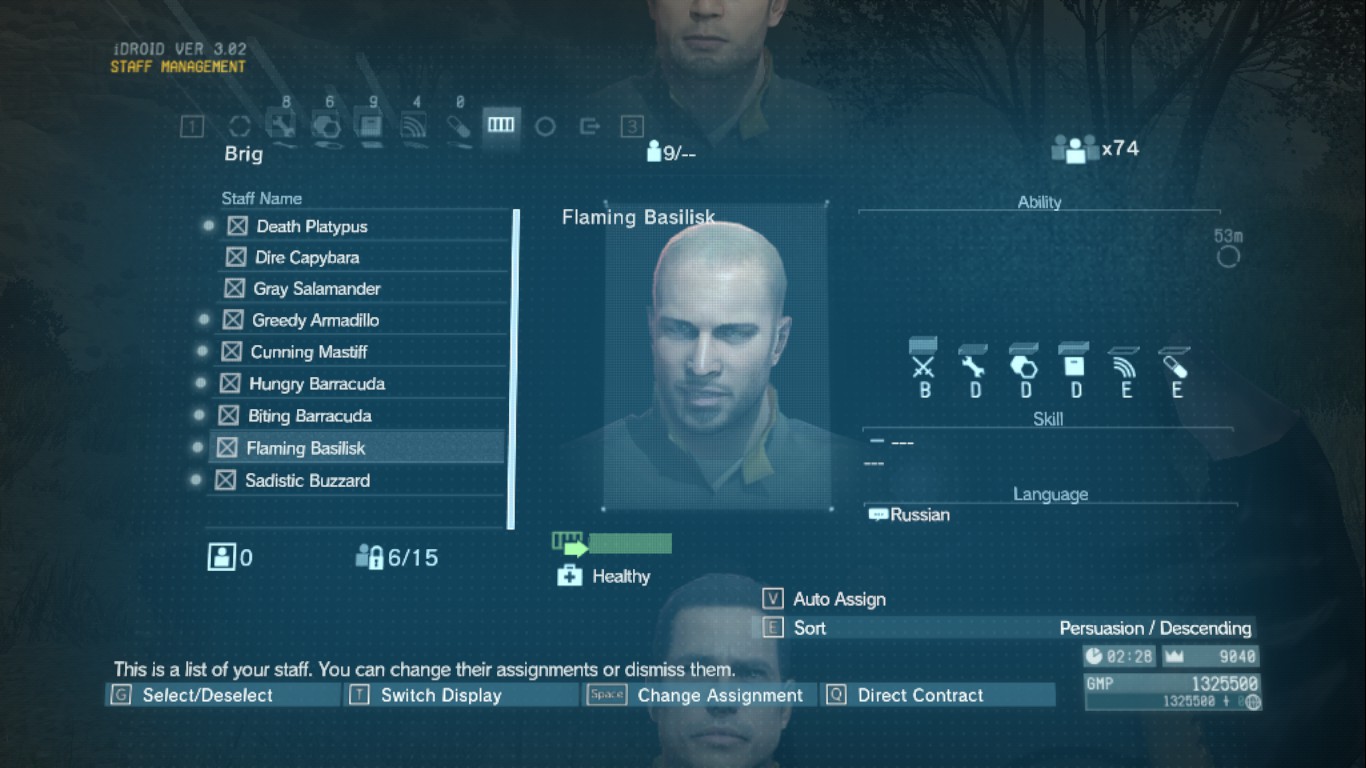 iDROID VER 3.02
STAFF MANAGEMENT
8 6 9 4 0
1 3
Brig
9/--
x74
Staff Name
Death Platypus
Dire Capybara
Gray Salamander
Greedy Armadillo
Cunning Mastiff
Hungry Barracuda
Biting Barracuda
Flaming Basilisk
Sadistic Buzzard
0
6/15
Flaming Basilisk
Healthy
Ability
53m
B D D D E E
Skill
---
---
Language
Russian
V Auto Assign
E Sort Persuasion / Descending
02:28 9040
GMP 1325500
1325500 + 0
This is a list of your staff. You can change their assignments or dismiss them.
G Select/Deselect T Switch Display Space Change Assignment Q Direct Contract